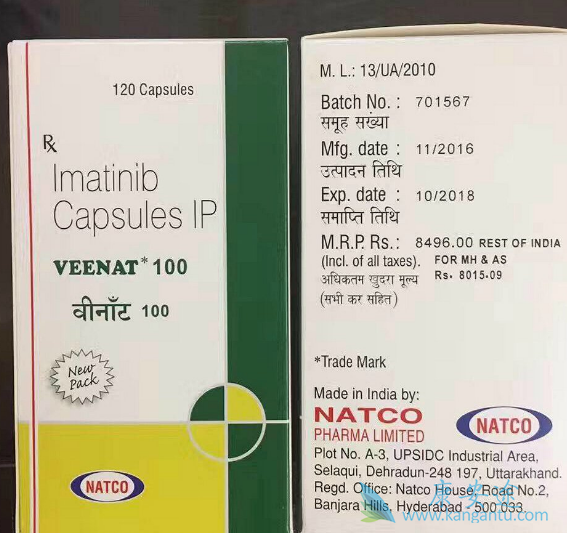 120 Capsules
Rx
Imatinib
Capsules IP
VEENAT* 100
वीनाँट 100
New
Pack
NATCO
M. L.: 13/UA/2010
Batch No. : 701567
समूह सख्या
Mfg. date : 11/2016
उत्पादन तिथि
Exp. date : 10/2018
समाप्ति तिथि
M.R.P. Rs.: 8496.00 REST OF INDIA
(Incl. of all taxes). FOR MH & AS
अधिकतम खुदरा मूल्य Rs. 8015.09
(सभी कर सहित)
*Trade Mark
Made in India by:
NATCO
PHARMA LIMITED
NATCO
Plot No. A-3, UPSIDC Industrial Area,
Selaqui, Dehradun-248 197, Uttarakhand.
Regd. Office: Natco House, Road No.2,
Banjara Hills, Hyderabad - 500 033.
康安途
www.kangantu.com